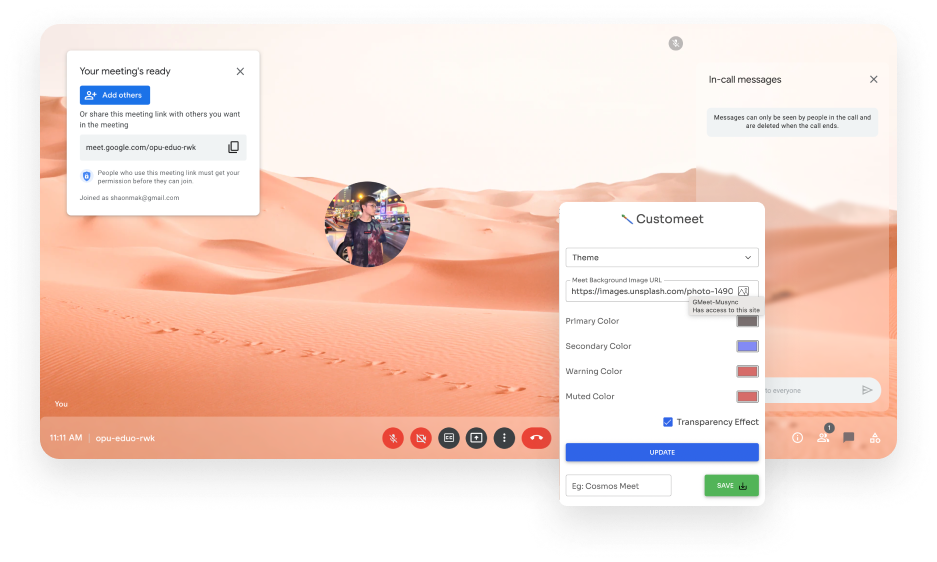 Your meeting's ready
Add others
Or share this meeting link with others you want
in the meeting
meet.google.com/opu-eduo-rwk
People who use this meeting link must get your
permission before they can join.
Joined as shaonmak@gmail.com
You
11:11 AM | opu-eduo-rwk
In-call messages
Messages can only be seen by people in the call and
are deleted when the call ends.
to everyone
1
Customeet
Theme
Meet Background Image URL
https://images.unsplash.com/photo-1490
GMeet-Musync
Has access to this site
Primary Color
Secondary Color
Warning Color
Muted Color
Transparency Effect
UPDATE
Eg: Cosmos Meet
SAVE